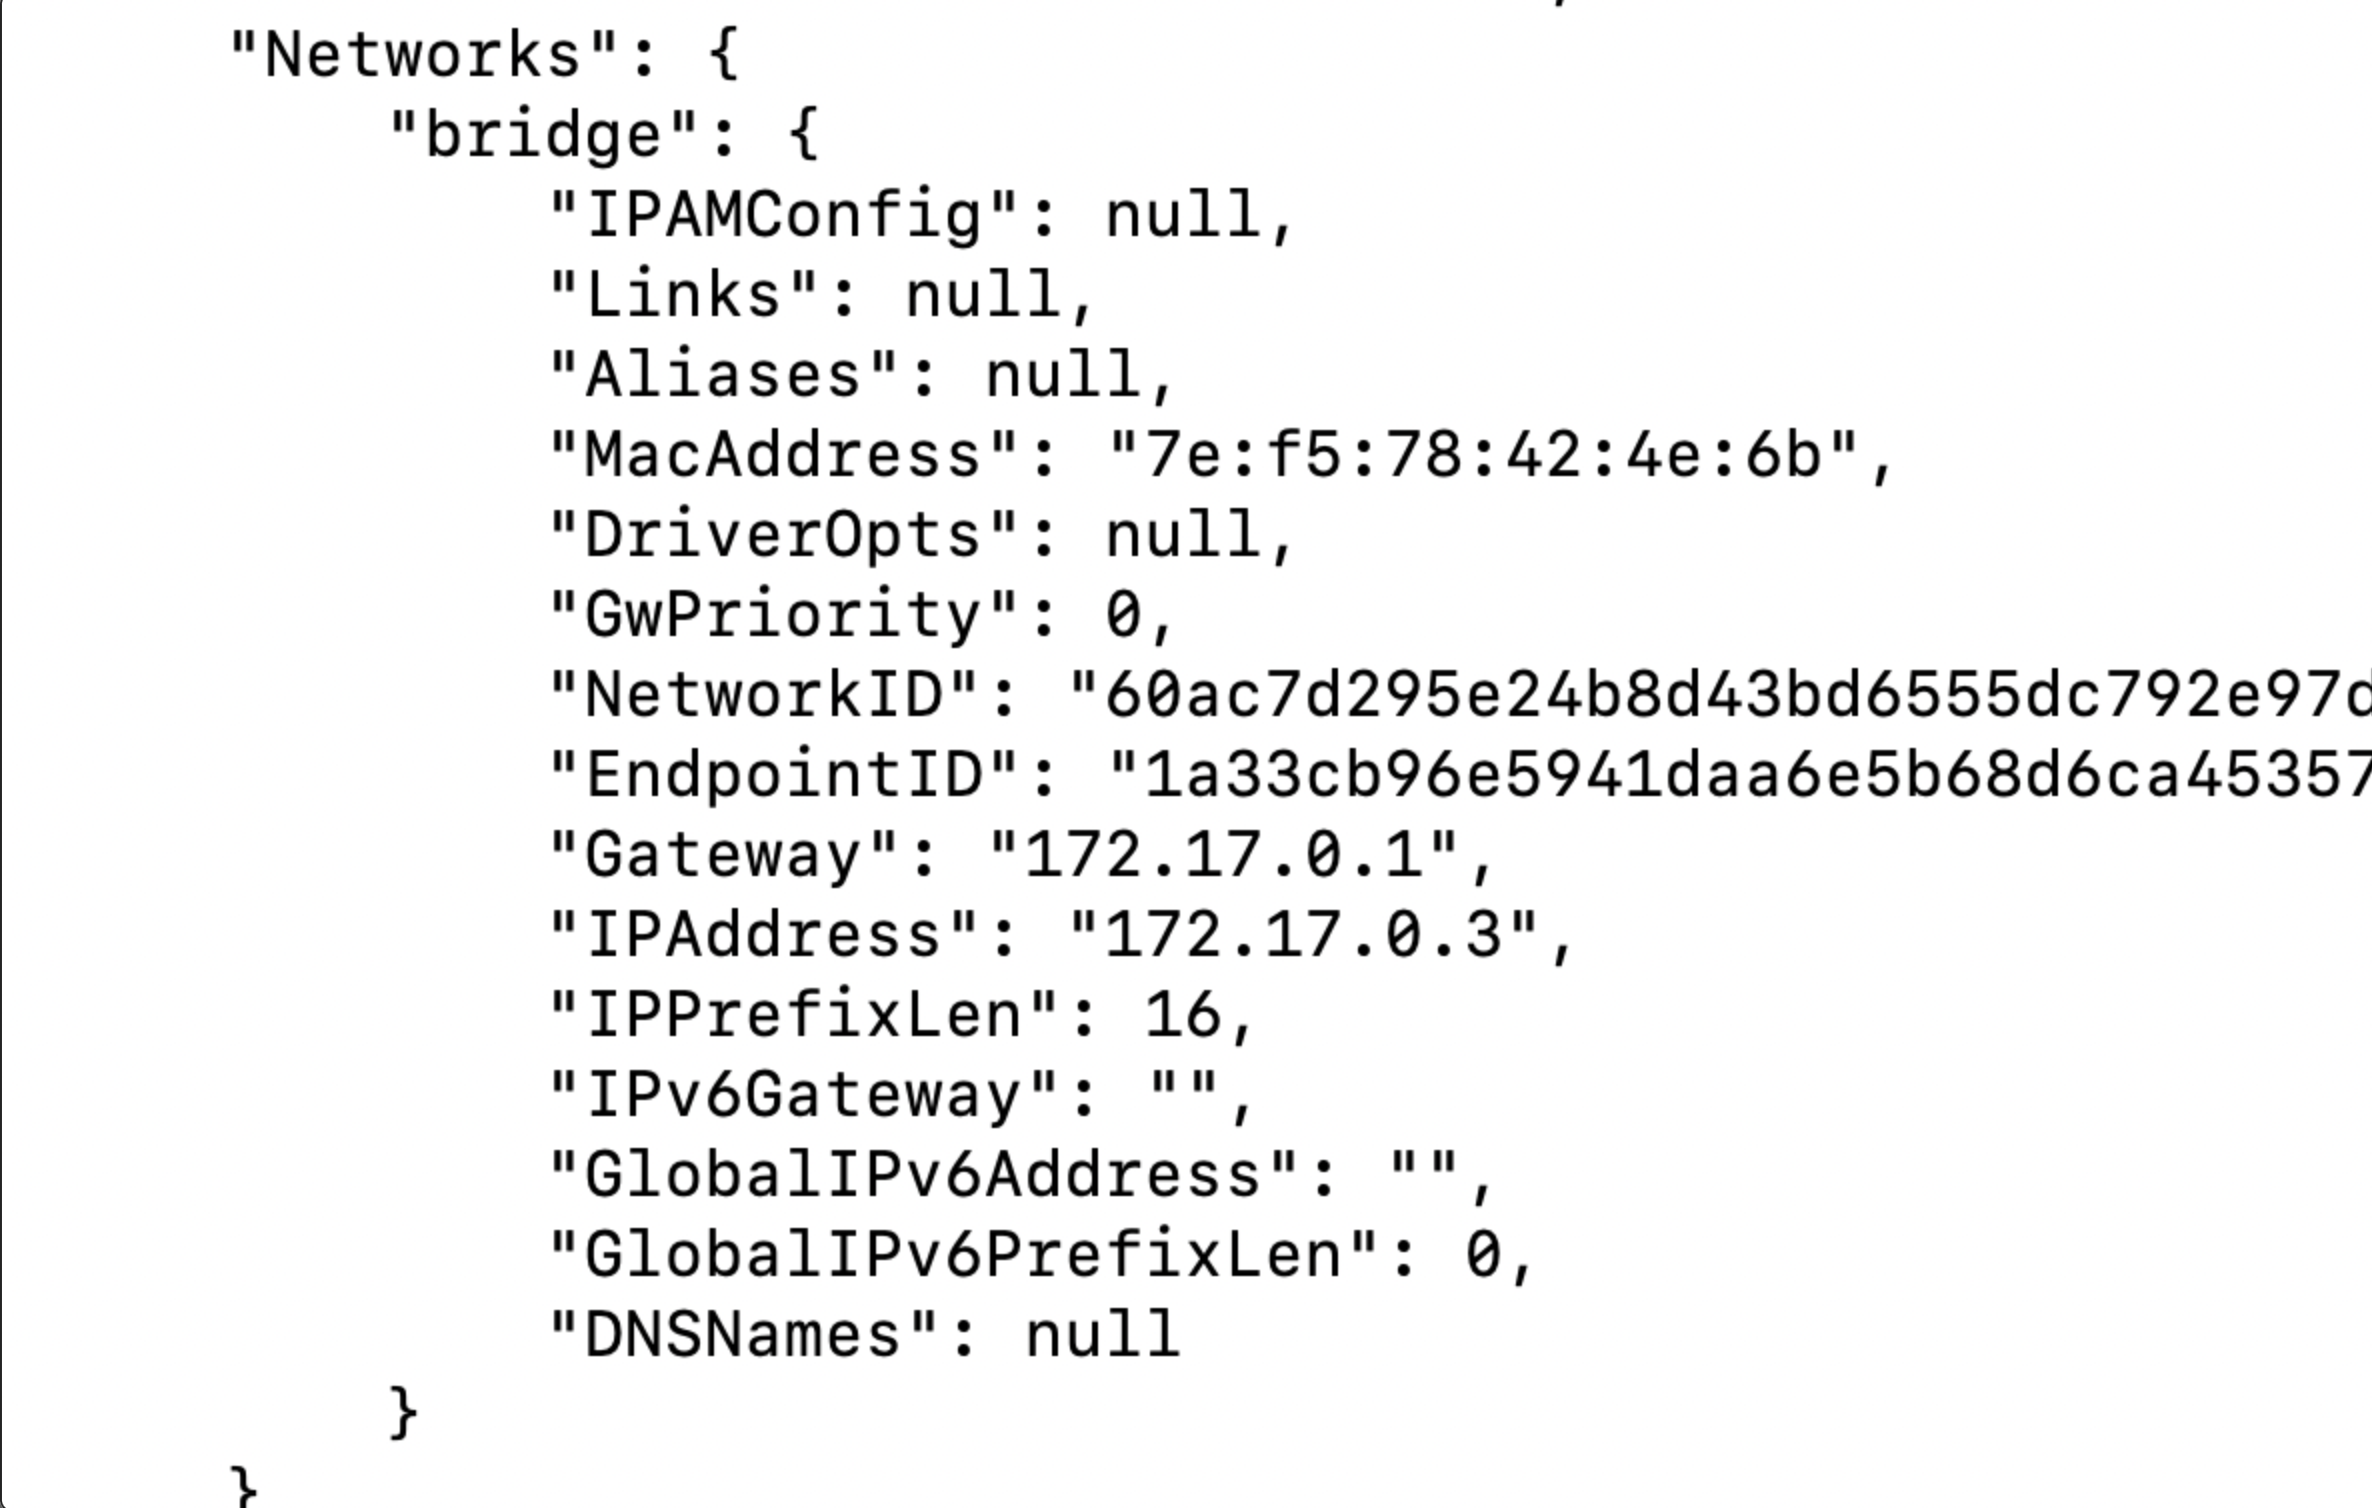 "Networks": {
"bridge": {
"IPAMConfig": null,
"Links": null,
"Aliases": null,
"MacAddress": "7e:f5:78:42:4e:6b",
"DriverOpts": null,
"GwPriority": 0,
"NetworkID": "60ac7d295e24b8d43bd6555dc792e97d
"EndpointID": "1a33cb96e5941daa6e5b68d6ca45357
"Gateway": "172.17.0.1",
"IPAddress": "172.17.0.3",
"IPPrefixLen": 16,
"IPv6Gateway": "",
"GlobalIPv6Address": "",
"GlobalIPv6PrefixLen": 0,
"DNSNames": null
}
}